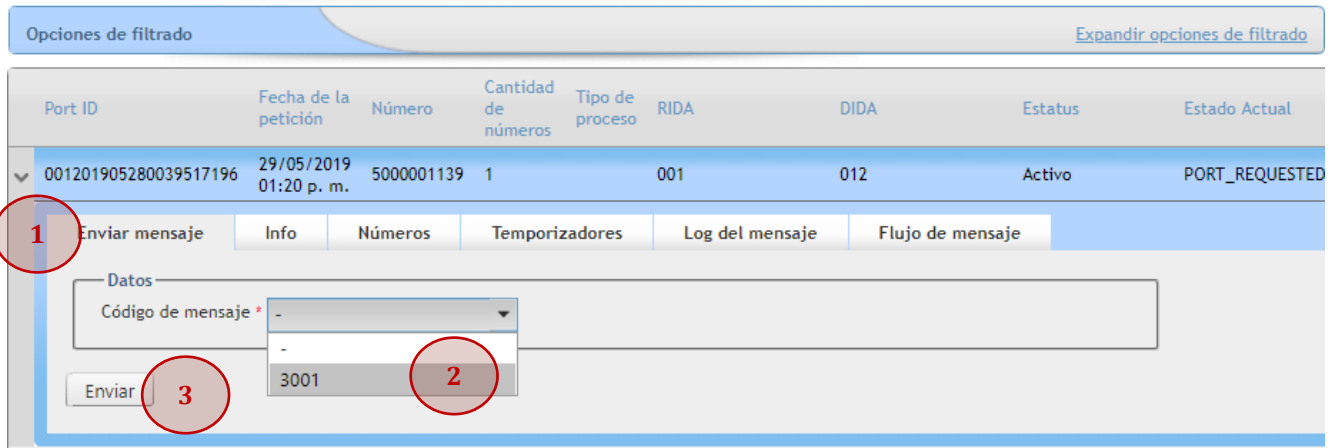 Opciones de filtrado Expandir opciones de filtrado
Port ID Fecha de la petición Número Cantidad de números Tipo de proceso RIDA DIDA Estatus Estado Actual
001201905280039517196 29/05/2019 01:20 p. m. 5000001139 1 001 012 Activo PORT_REQUESTED
1 Enviar mensaje Info Números Temporizadores Log del mensaje Flujo de mensaje
Datos
Código de mensaje * -
-
3001 2
Enviar 3